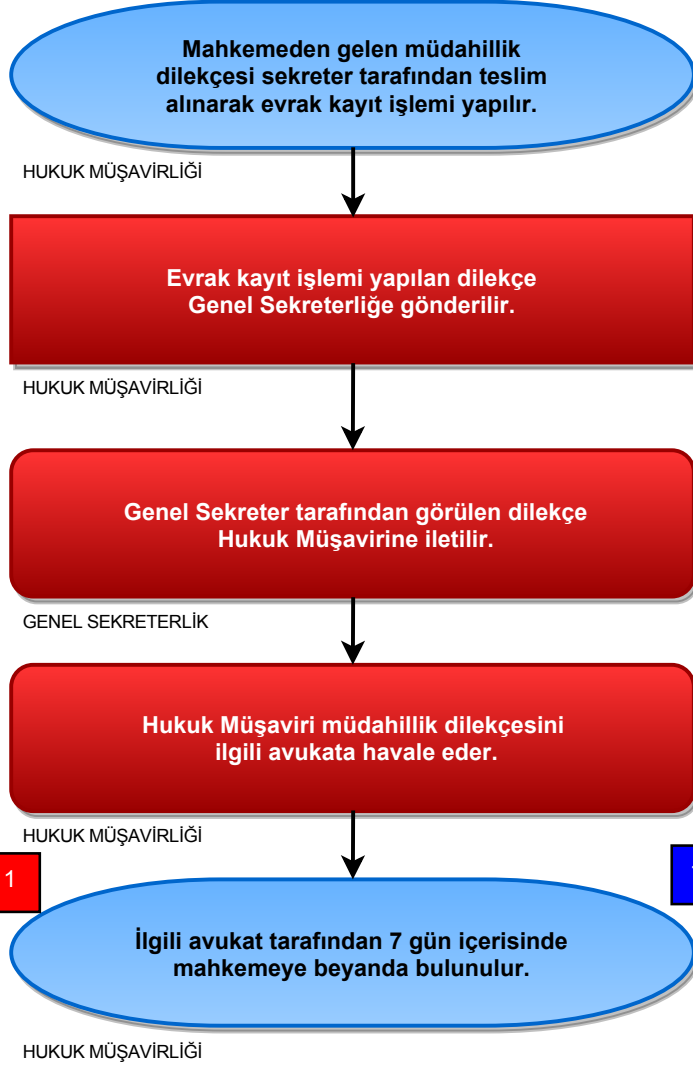 Mahkemeden gelen müdahillik
dilekçesi sekreter tarafından teslim
alınarak evrak kayıt işlemi yapılır.
HUKUK MÜŞAVİRLİĞİ
Evrak kayıt işlemi yapılan dilekçe
Genel Sekreterliğe gönderilir.
HUKUK MÜŞAVİRLİĞİ
Genel Sekreter tarafından görülen dilekçe
Hukuk Müşavirine iletilir.
GENEL SEKRETERLİK
Hukuk Müşaviri müdahillik dilekçesini
ilgili avukata havale eder.
HUKUK MÜŞAVİRLİĞİ
1
İlgili avukat tarafından 7 gün içerisinde
mahkemeye beyanda bulunulur.
HUKUK MÜŞAVİRLİĞİ